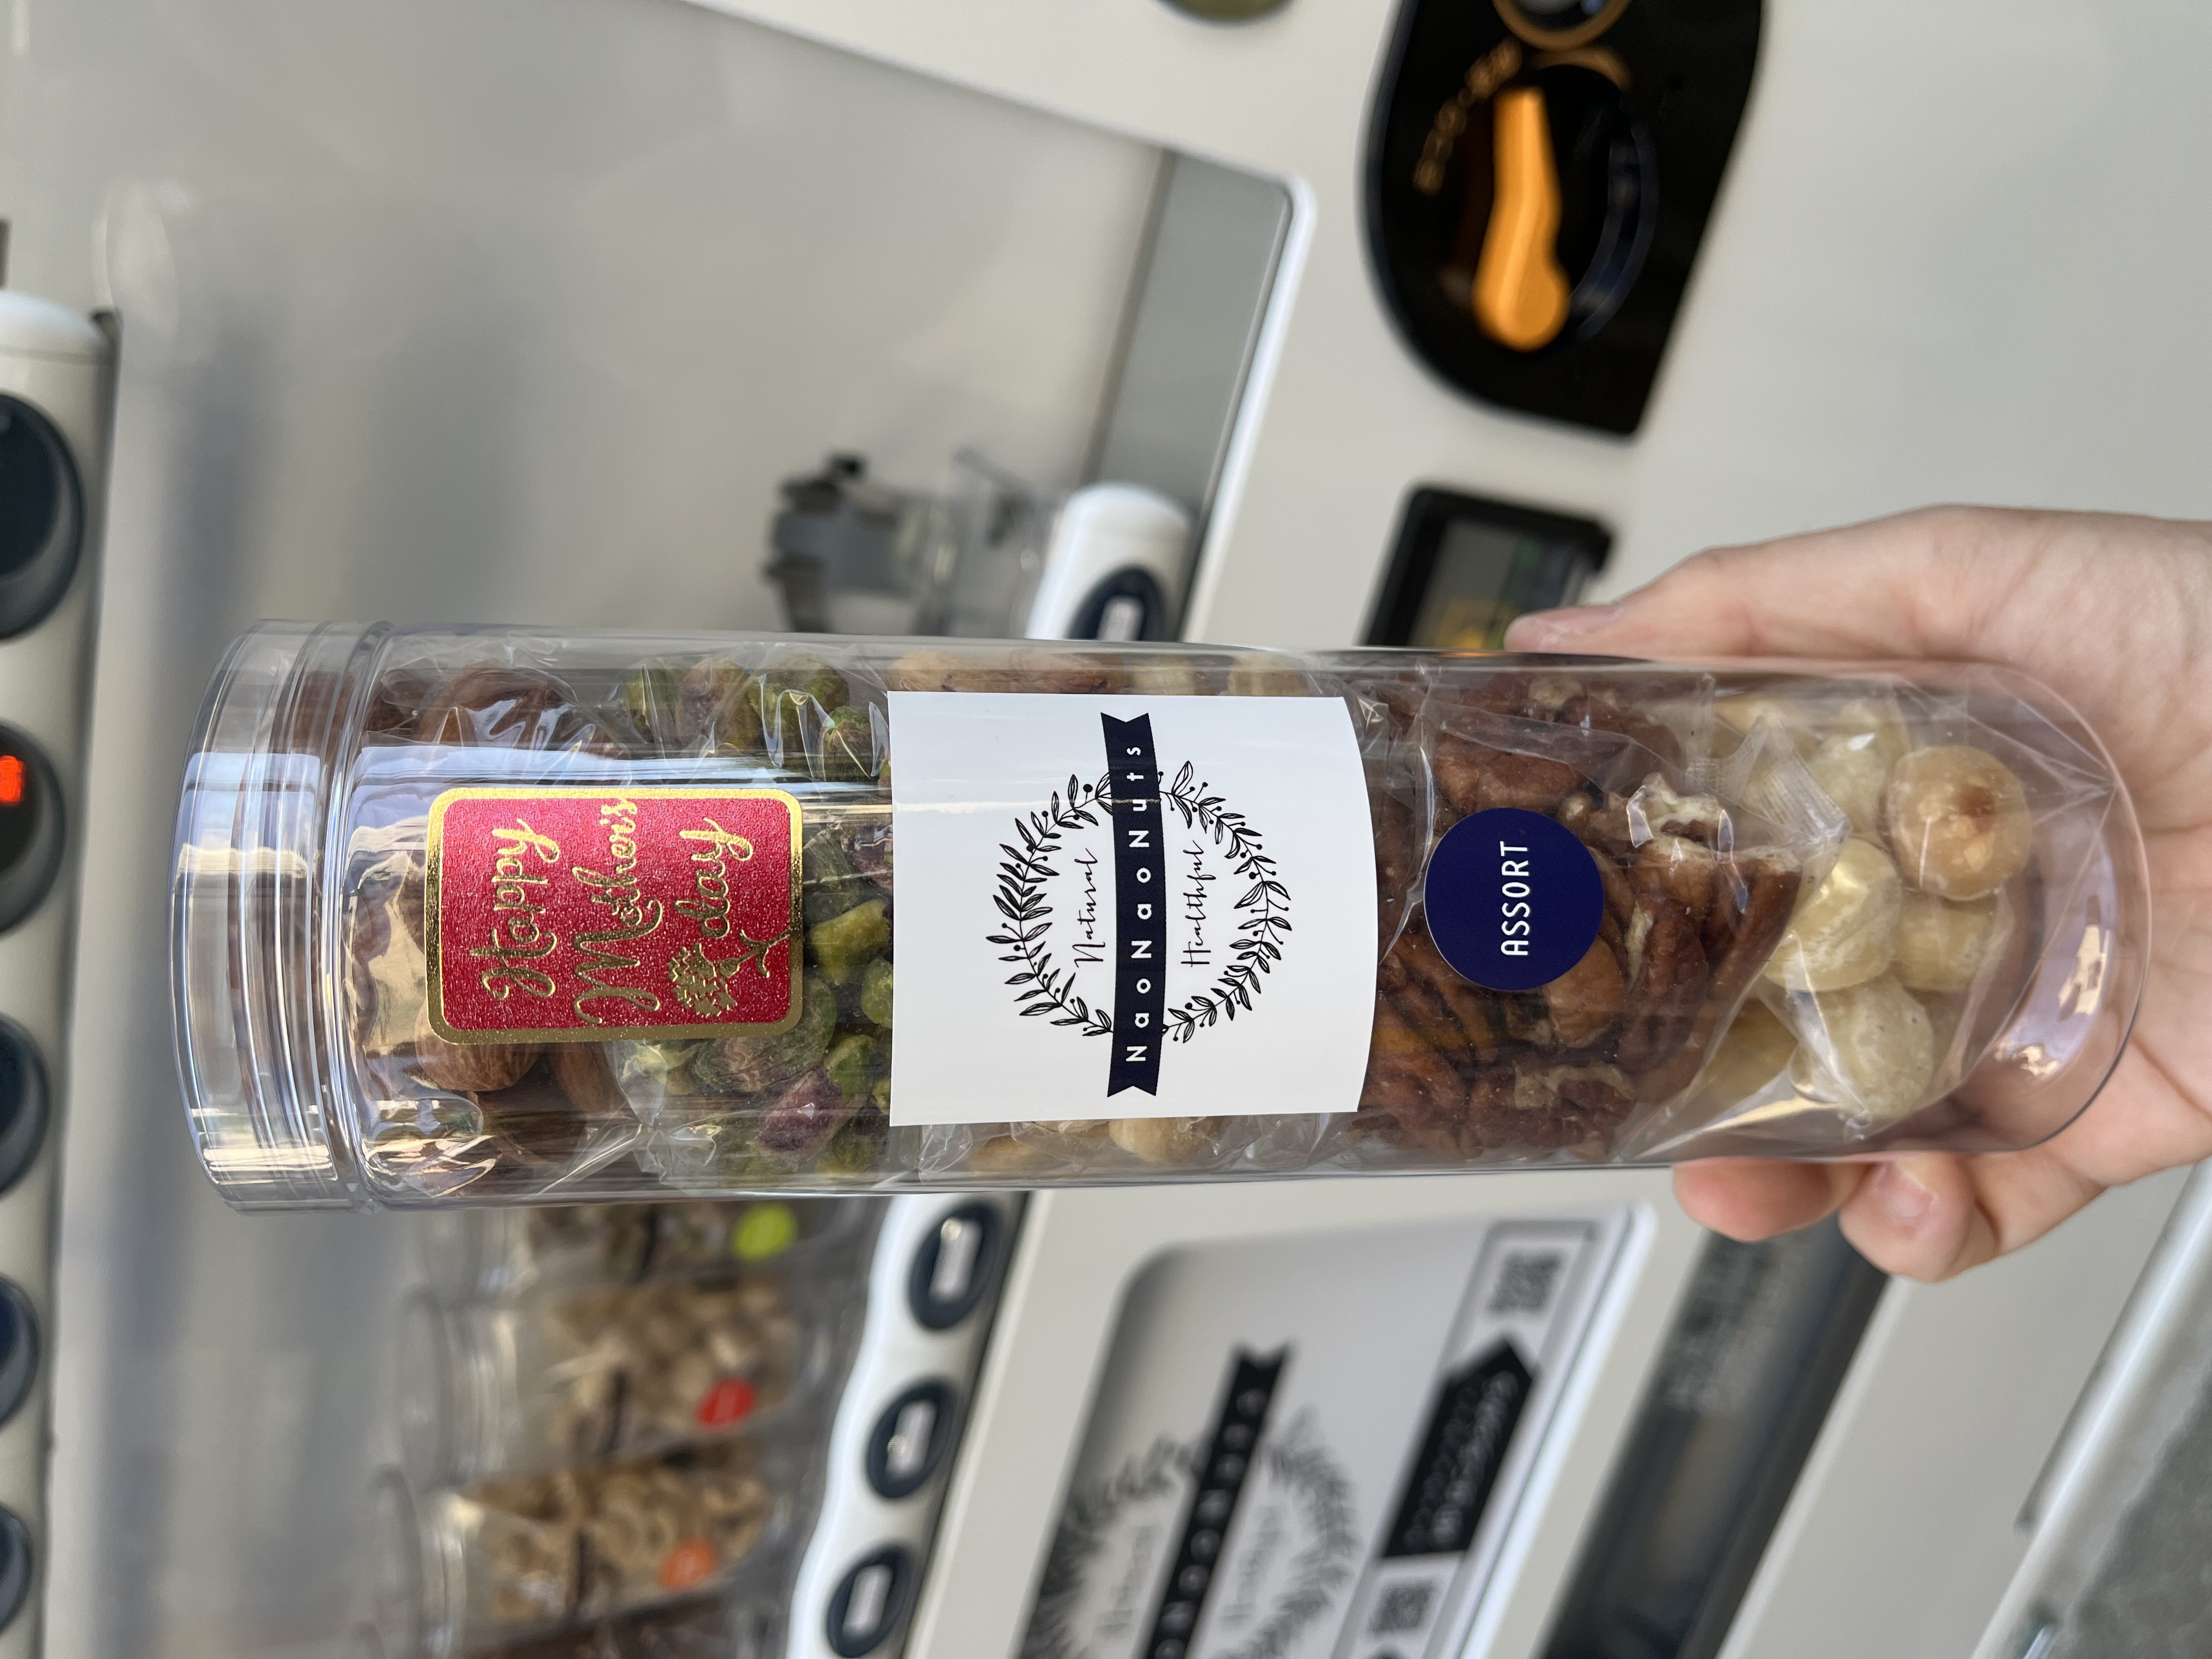 Happy
Mother's
day
Natural
NaoNaoNuts
Healthful
ASSORT